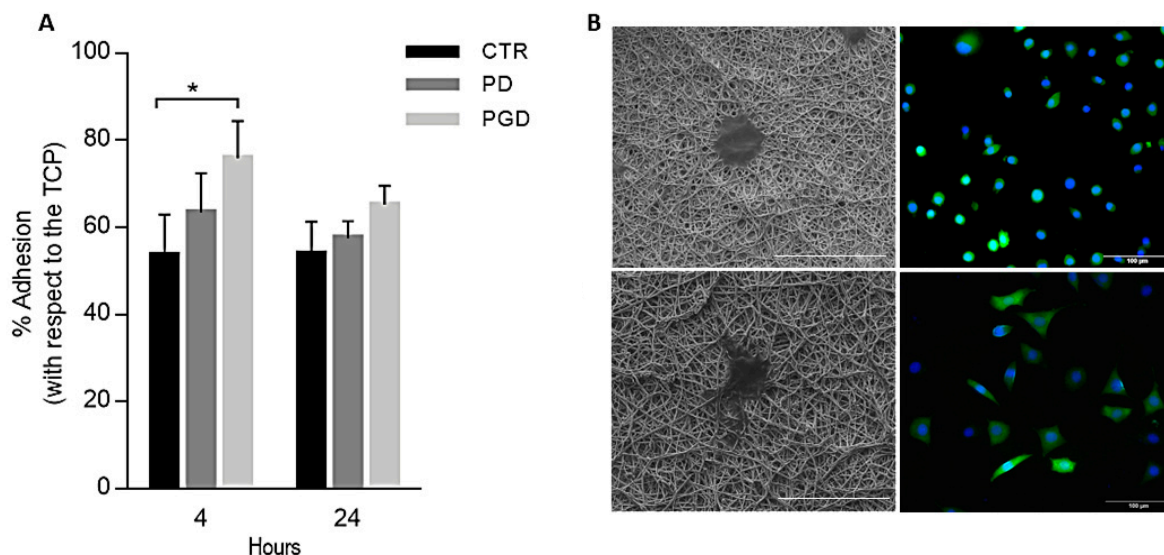 A
B
100
80
60
40
20
0
% Adhesion
(with respect to the TCP)
*
CTR
PD
PGD
4
24
Hours
100 µm
100 µm